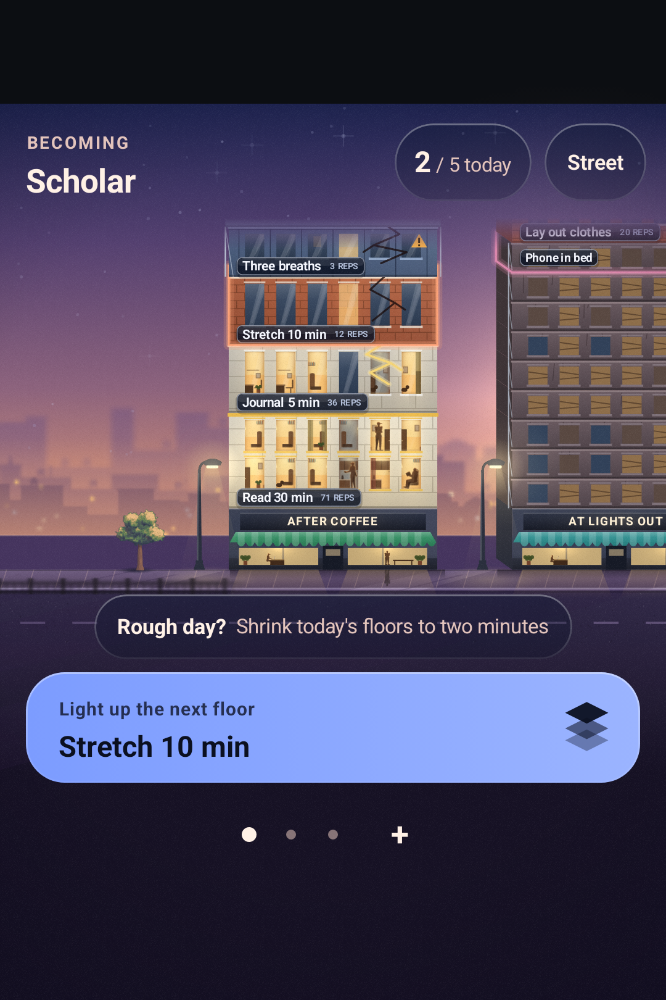 BECOMING
Scholar
2 / 5 today
Street
Three breaths 3 REPS
Stretch 10 min 12 REPS
Journal 5 min 36 REPS
Read 30 min 71 REPS
AFTER COFFEE
Lay out clothes 20 REPS
Phone in bed
AT LIGHTS OUT
Rough day? Shrink today's floors to two minutes
Light up the next floor
Stretch 10 min